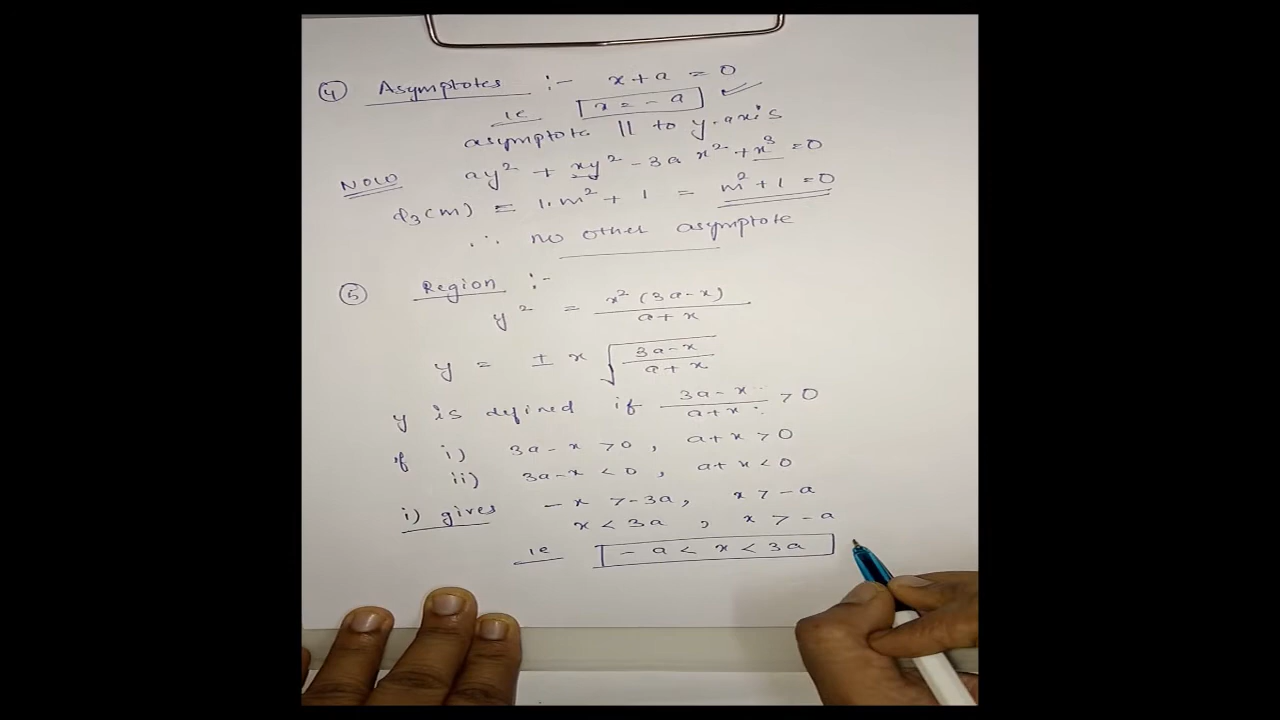 ④ Asymptotes :- x+a = 0
ie x = -a ✓
asymptote || to y-axis
NOW ay² + xy² - 3a x² + x³ = 0
φ₃(m) = 1.m² + 1 = m² + 1 = 0
∴ no other asymptote
⑤ Region :-
y² = x² (3a-x) / a+x
y = ± x √(3a-x / a+x)
y is defined if 3a-x / a+x > 0
if i) 3a-x > 0, a+x > 0
ii) 3a-x < 0, a+x < 0
i) gives -x > -3a, x > -a
x < 3a, x > -a
ie -a < x < 3a